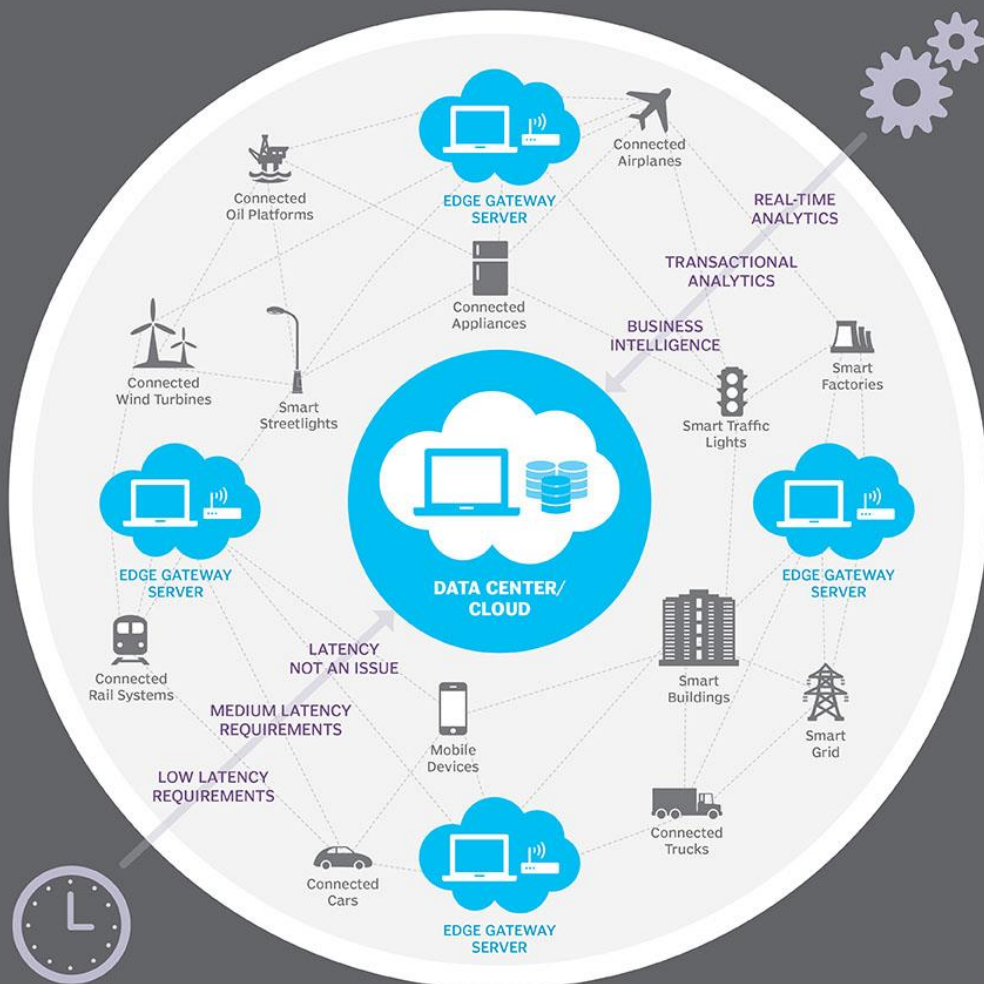 Connected
Airplanes
Connected
Oil Platforms
EDGE GATEWAY
SERVER
REAL-TIME
ANALYTICS
TRANSACTIONAL
ANALYTICS
Connected
Appliances
BUSINESS
INTELLIGENCE
Connected
Wind Turbines
Smart
Streetlights
Smart
Factories
Smart Traffic
Lights
EDGE GATEWAY
SERVER
DATA CENTER/
CLOUD
EDGE GATEWAY
SERVER
LATENCY
NOT AN ISSUE
Connected
Rail Systems
Smart
Buildings
MEDIUM LATENCY
REQUIREMENTS
Mobile
Devices
Smart
Grid
LOW LATENCY
REQUIREMENTS
Connected
Trucks
Connected
Cars
EDGE GATEWAY
SERVER